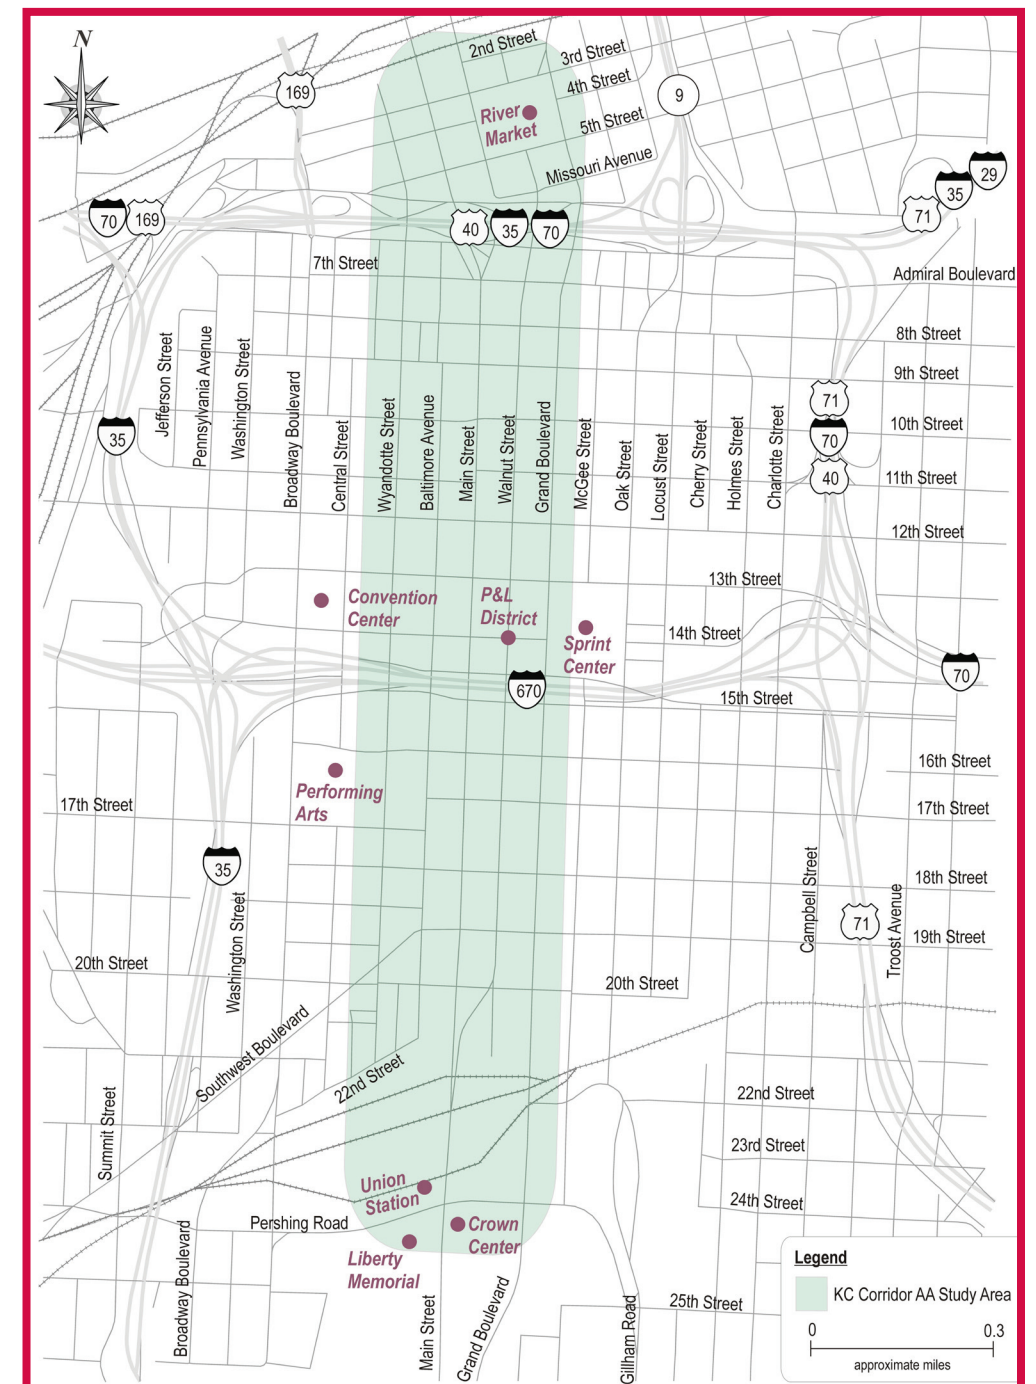 N
2nd Street
3rd Street
4th Street
5th Street
Missouri Avenue
River
Market
169
9
29
35
71
70
169
40
35
70
7th Street
Admiral Boulevard
8th Street
9th Street
10th Street
11th Street
12th Street
71
70
40
35
Jefferson Street
Pennsylvania Avenue
Washington Street
Broadway Boulevard
Central Street
Wyandotte Street
Baltimore Avenue
Main Street
Walnut Street
Grand Boulevard
McGee Street
Oak Street
Locust Street
Cherry Street
Holmes Street
Charlotte Street
13th Street
Convention
Center
P&L
District
Sprint
Center
14th Street
670
70
15th Street
16th Street
Performing
Arts
17th Street
17th Street
35
18th Street
Campbell Street
71
Troost Avenue
19th Street
Washington Street
20th Street
20th Street
Southwest Boulevard
22nd Street
22nd Street
Summit Street
23rd Street
24th Street
Union
Station
Pershing Road
Crown
Center
Liberty
Memorial
Broadway Boulevard
Main Street
Grand Boulevard
Gillham Road
25th Street
Legend
KC Corridor AA Study Area
0
0.3
approximate miles